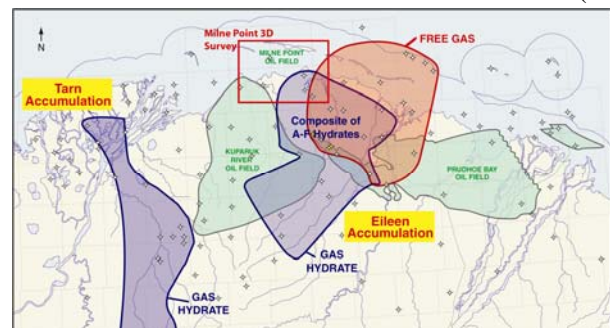 Milne Point 3D
Survey
MILNE POINT
OIL FIELD
FREE GAS
N
Tarn
Accumulation
Composite of
A-F Hydrates
KUPARUK
RIVER
OIL FIELD
PRUDHOE BAY
OIL FIELD
Eileen
Accumulation
GAS
HYDRATE
GAS
HYDRATE